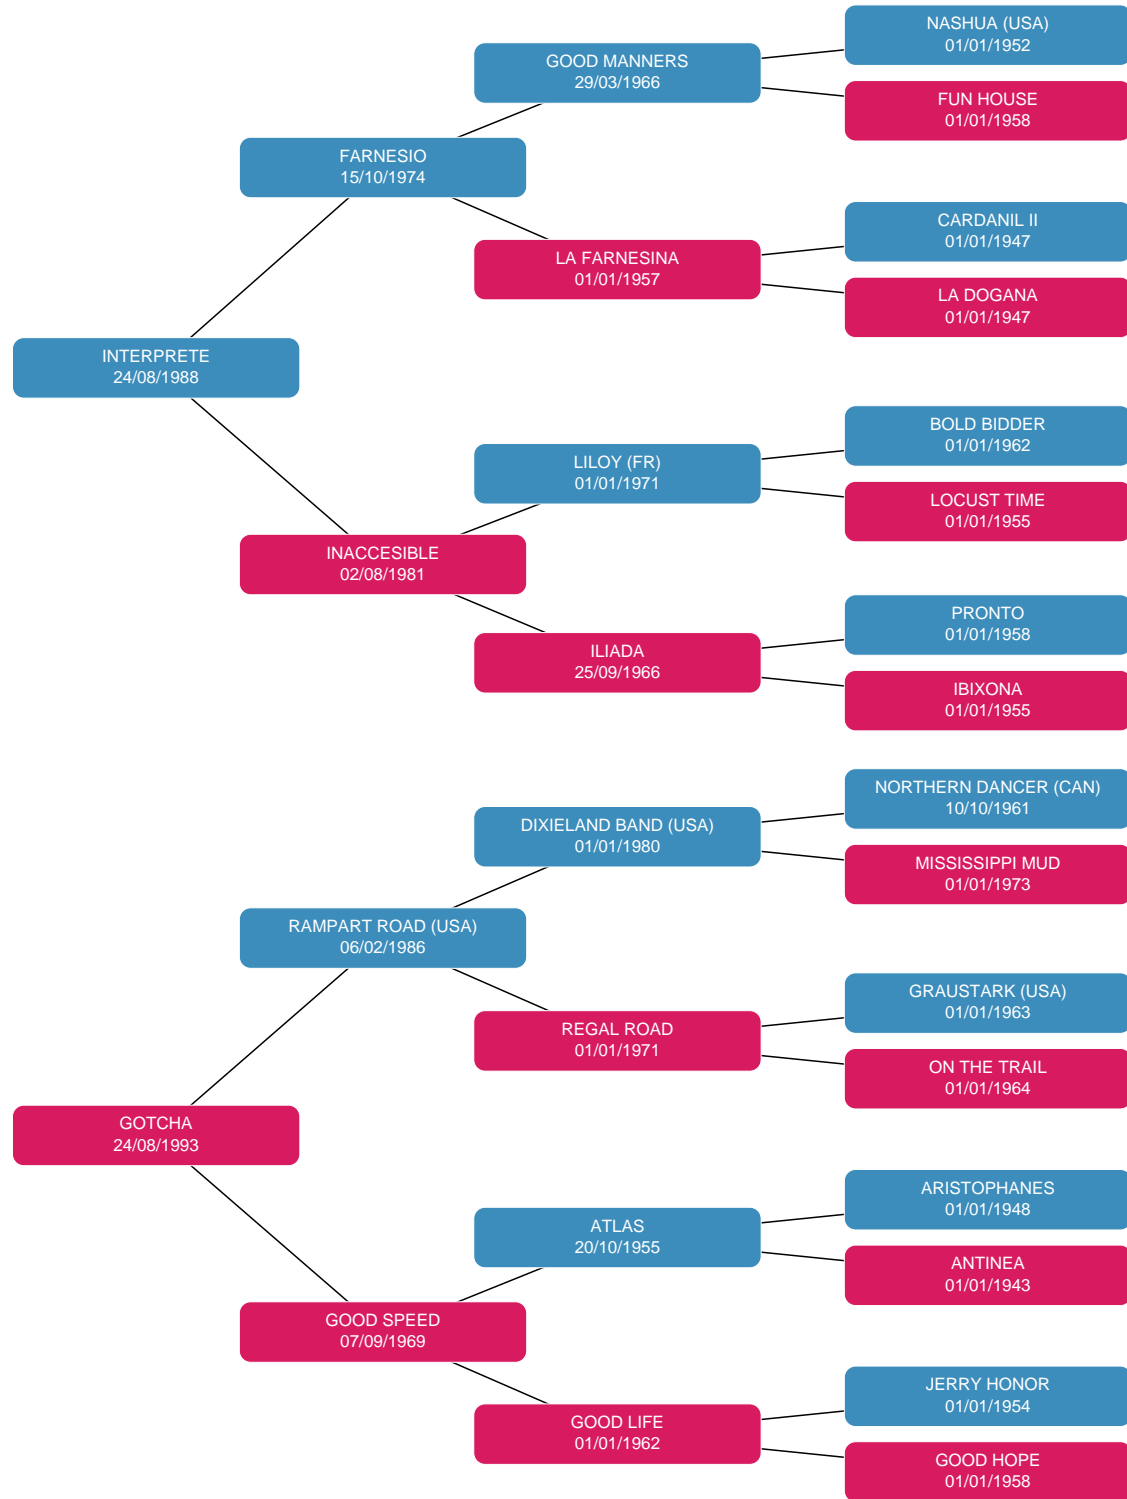 NASHUA (USA)
01/01/1952
GOOD MANNERS
29/03/1966
FUN HOUSE
01/01/1958
FARNESIO
15/10/1974
CARDANIL II
01/01/1947
LA FARNESINA
01/01/1957
LA DOGANA
01/01/1947
INTERPRETE
24/08/1988
BOLD BIDDER
01/01/1962
LILOY (FR)
01/01/1971
LOCUST TIME
01/01/1955
INACCESIBLE
02/08/1981
PRONTO
01/01/1958
ILIADA
25/09/1966
IBIXONA
01/01/1955
NORTHERN DANCER (CAN)
10/10/1961
DIXIELAND BAND (USA)
01/01/1980
MISSISSIPPI MUD
01/01/1973
RAMPART ROAD (USA)
06/02/1986
GRAUSTARK (USA)
01/01/1963
REGAL ROAD
01/01/1971
ON THE TRAIL
01/01/1964
GOTCHA
24/08/1993
ARISTOPHANES
01/01/1948
ATLAS
20/10/1955
ANTINEA
01/01/1943
GOOD SPEED
07/09/1969
JERRY HONOR
01/01/1954
GOOD LIFE
01/01/1962
GOOD HOPE
01/01/1958